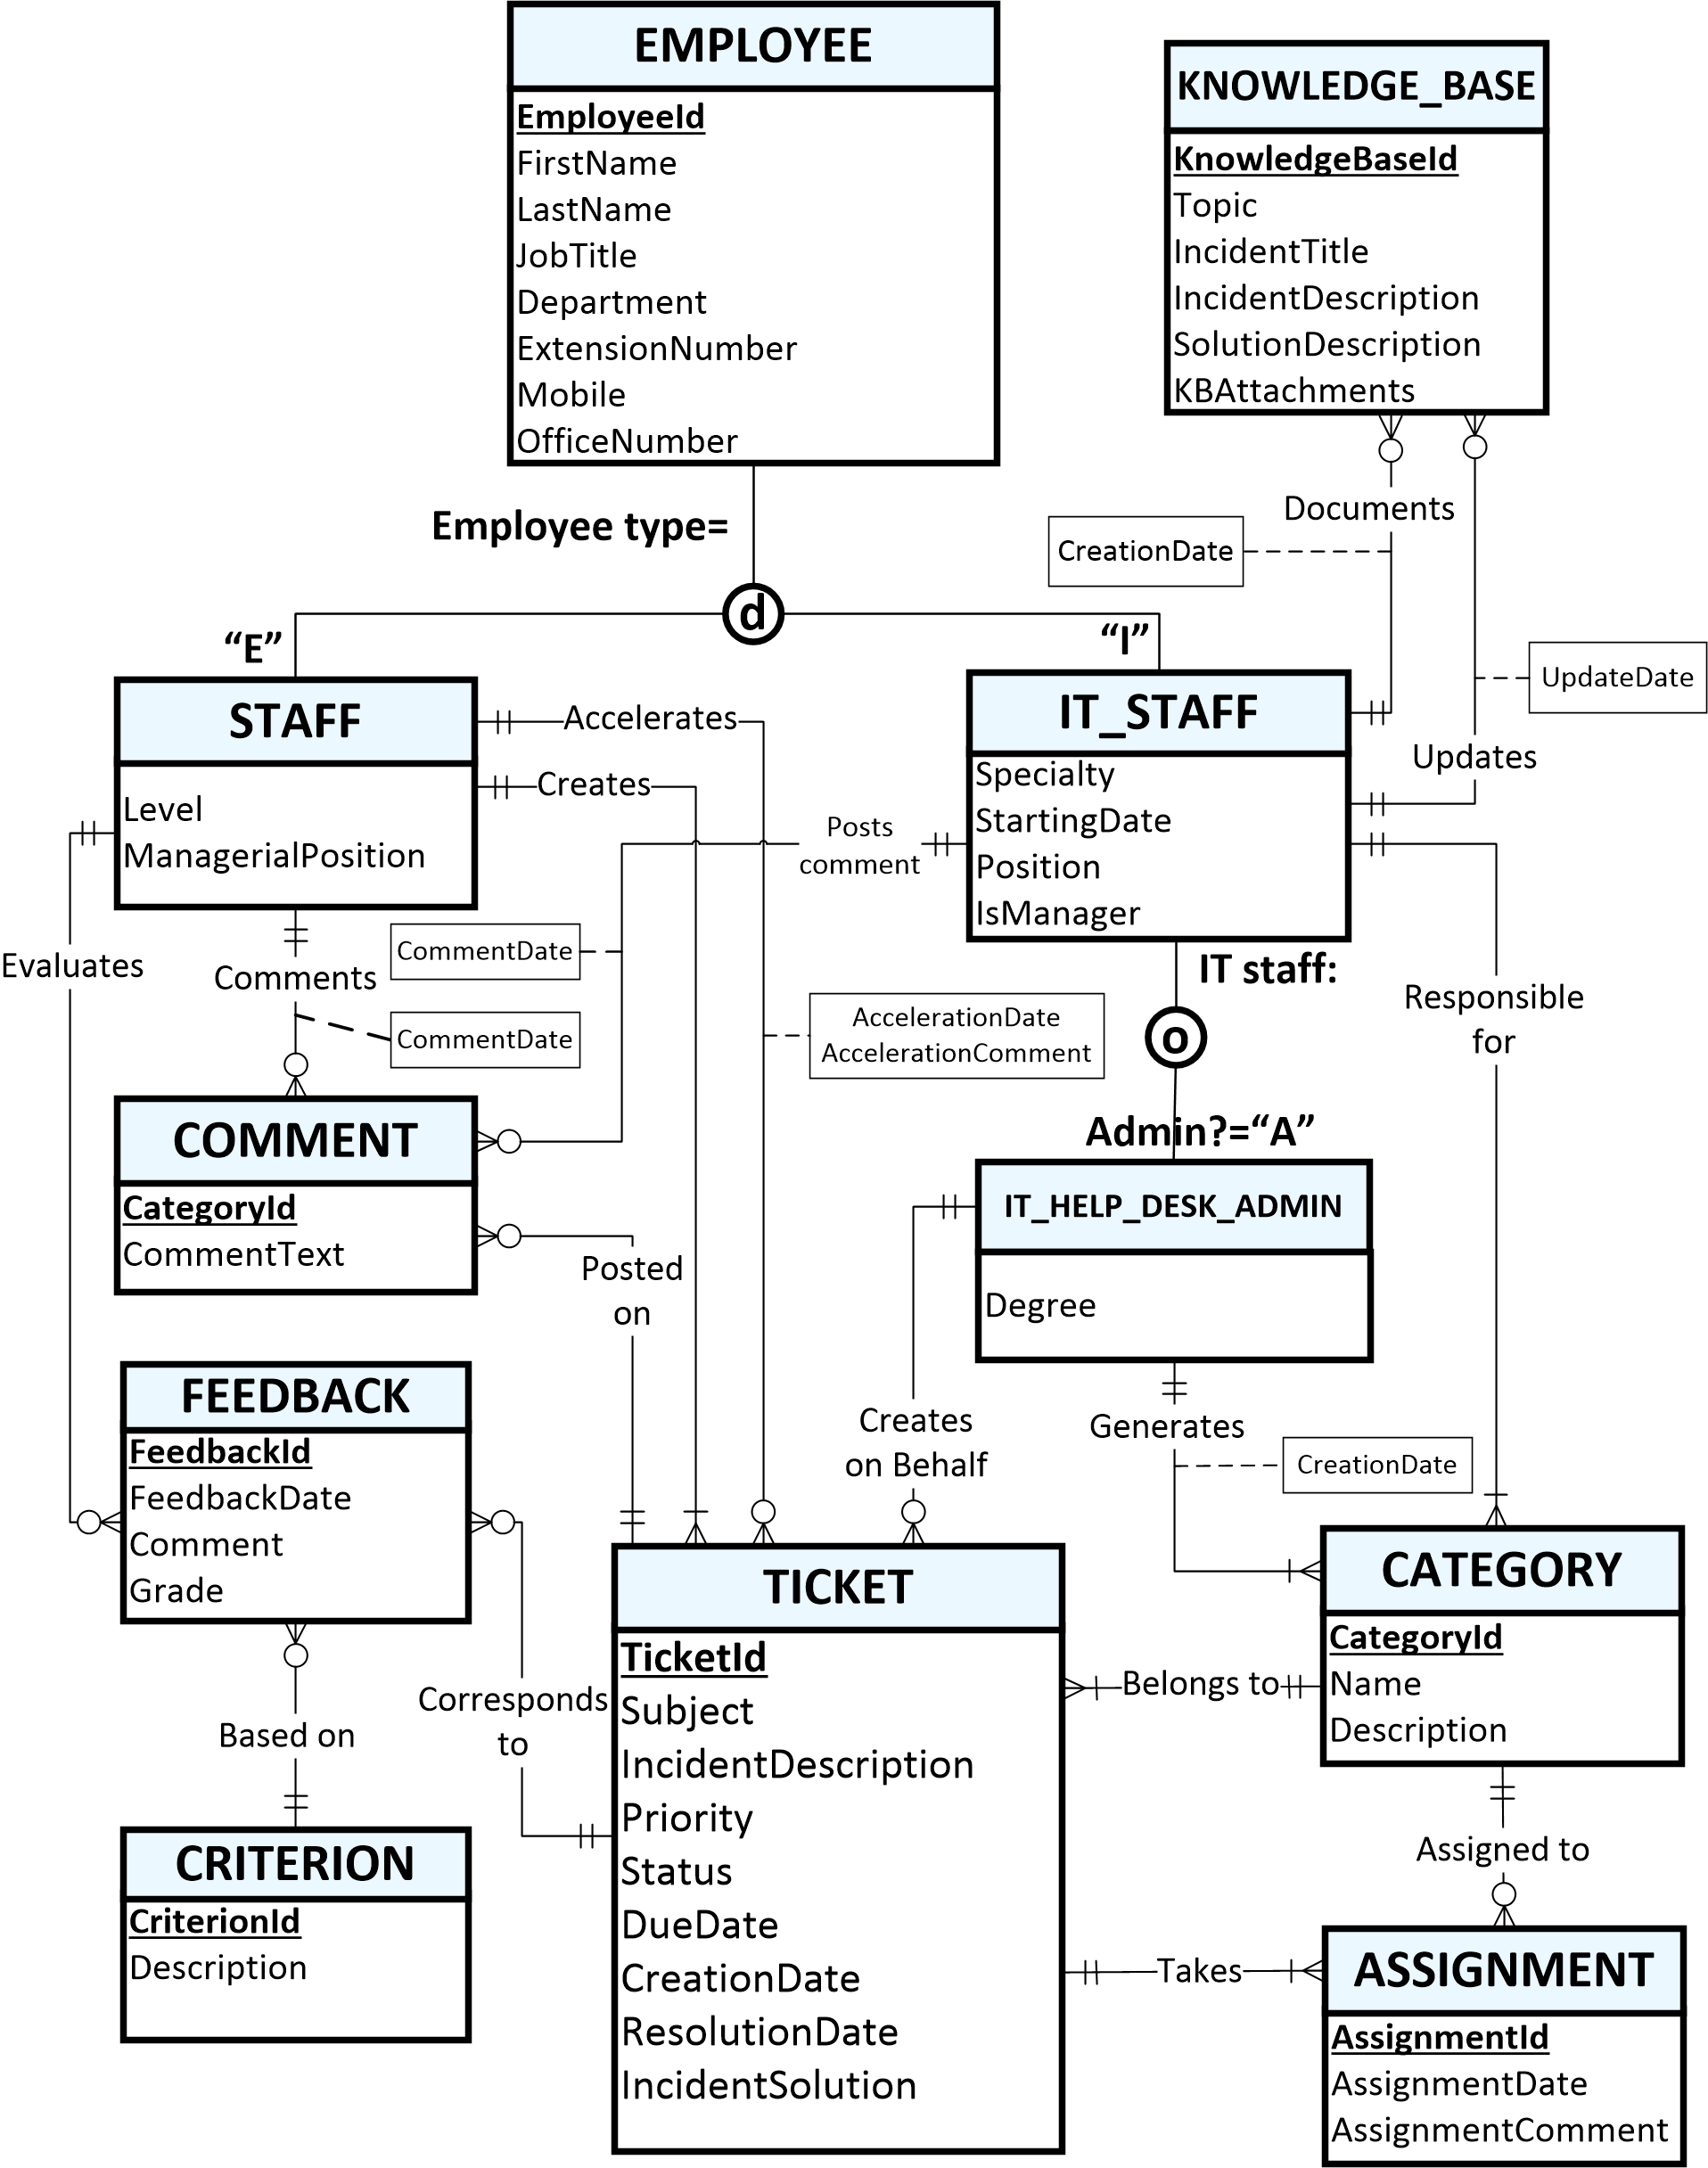 EMPLOYEE
EmployeeId
FirstName
LastName
JobTitle
Department
ExtensionNumber
Mobile
OfficeNumber
KNOWLEDGE_BASE
KnowledgeBaseId
Topic
IncidentTitle
IncidentDescription
SolutionDescription
KBAttachments
Employee type=
d
“E”
“I”
Documents
CreationDate
UpdateDate
Updates
STAFF
Level
ManagerialPosition
Accelerates
Creates
IT_STAFF
Specialty
StartingDate
Position
IsManager
Posts
comment
Evaluates
Comments
CommentDate
CommentDate
AccelerationDate
AccelerationComment
IT staff:
o
Admin?=“A”
Responsible
for
COMMENT
CategoryId
CommentText
Posted
on
IT_HELP_DESK_ADMIN
Degree
Creates
on Behalf
Generates
CreationDate
FEEDBACK
FeedbackId
FeedbackDate
Comment
Grade
Based on
Corresponds
to
CRITERION
CriterionId
Description
TICKET
TicketId
Subject
IncidentDescription
Priority
Status
DueDate
CreationDate
ResolutionDate
IncidentSolution
Belongs to
CATEGORY
CategoryId
Name
Description
Assigned to
Takes
ASSIGNMENT
AssignmentId
AssignmentDate
AssignmentComment